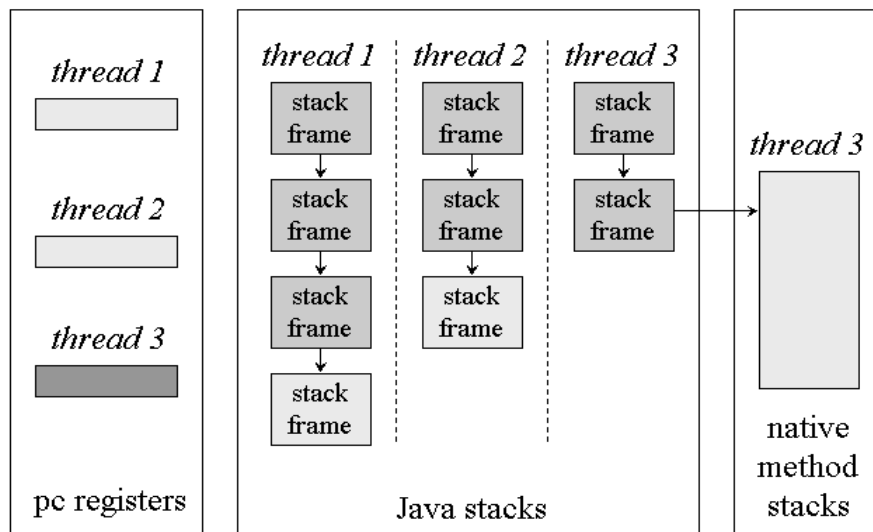 thread 1
thread 2
thread 3
pc registers
thread 1
stack
frame
stack
frame
stack
frame
stack
frame
thread 2
stack
frame
stack
frame
stack
frame
thread 3
stack
frame
stack
frame
Java stacks
thread 3
native
method
stacks